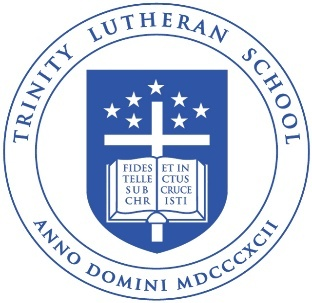 TRINITY LUTHERAN SCHOOL
FIDES
TELLE
SUB
CHR
ET IN
CTUS
CRUCE
ISTI
ANNO DOMINI MDCCCXCII